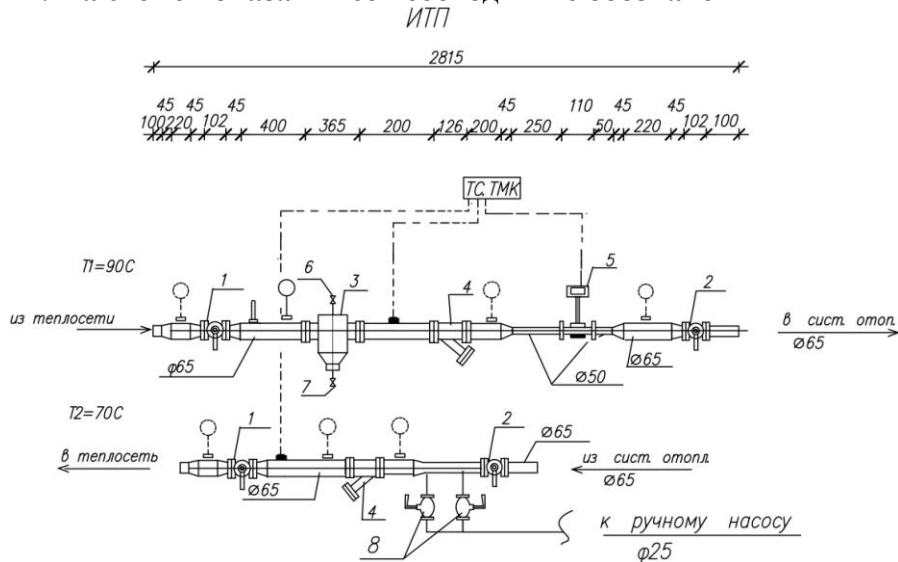 ИТП
2815
45 45 45 45 110 45 45
100 220 102 400 365 200 126 200 250 50 220 102 100
ТС. ТМК
5
Т1=90С
1 6 3 4 2
из теплосети
в сист. отоп.
Ø65
φ65
7
Ø50
Ø65
Т2=70С
1 2 Ø65
в теплосеть
из сист. отопл.
Ø65
Ø65
4
8
к ручному насосу
φ25